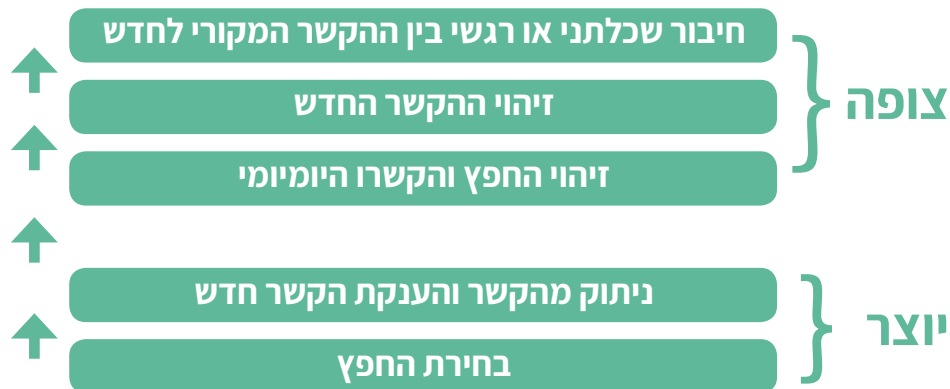 חיבור שכלתני או רגשי בין ההקשר המקורי לחדש
זיהוי ההקשר החדש
צופה
זיהוי החפץ והקשרו היומיומי
ניתוק מהקשר והענקת הקשר חדש
יוצר
בחירת החפץ